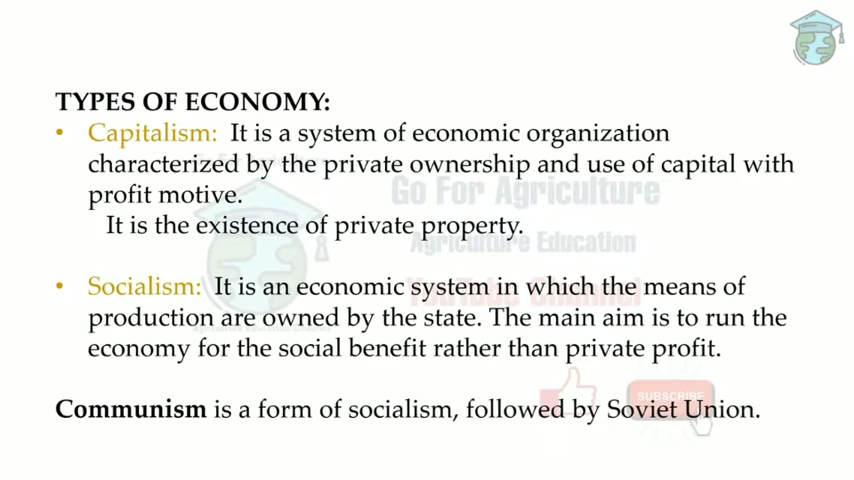 TYPES OF ECONOMY:
• Capitalism: It is a system of economic organization
characterized by the private ownership and use of capital with
profit motive.
It is the existence of private property.
Go For Agriculture
Agriculture Education
YouTube Channel
• Socialism: It is an economic system in which the means of
production are owned by the state. The main aim is to run the
economy for the social benefit rather than private profit.
SUBSCRIBE
Communism is a form of socialism, followed by Soviet Union.